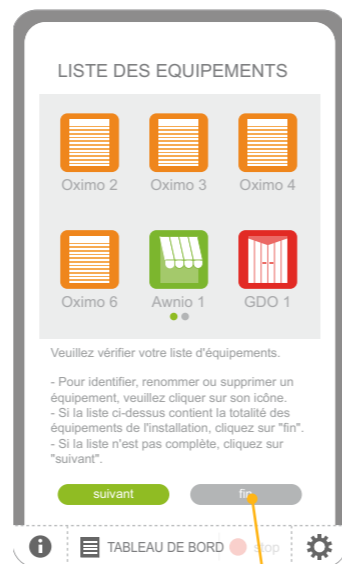 LISTE DES EQUIPEMENTS
Oximo 2 Oximo 3 Oximo 4
Oximo 6 Awnio 1 GDO 1
Veuillez vérifier votre liste d'équipements.
- Pour identifier, renommer ou supprimer un
équipement, veuillez cliquer sur son icône.
- Si la liste ci-dessus contient la totalité des
équipements de l'installation, cliquez sur "fin".
- Si la liste n'est pas complète, cliquez sur
"suivant".
suivant fin
TABLEAU DE BORD stop